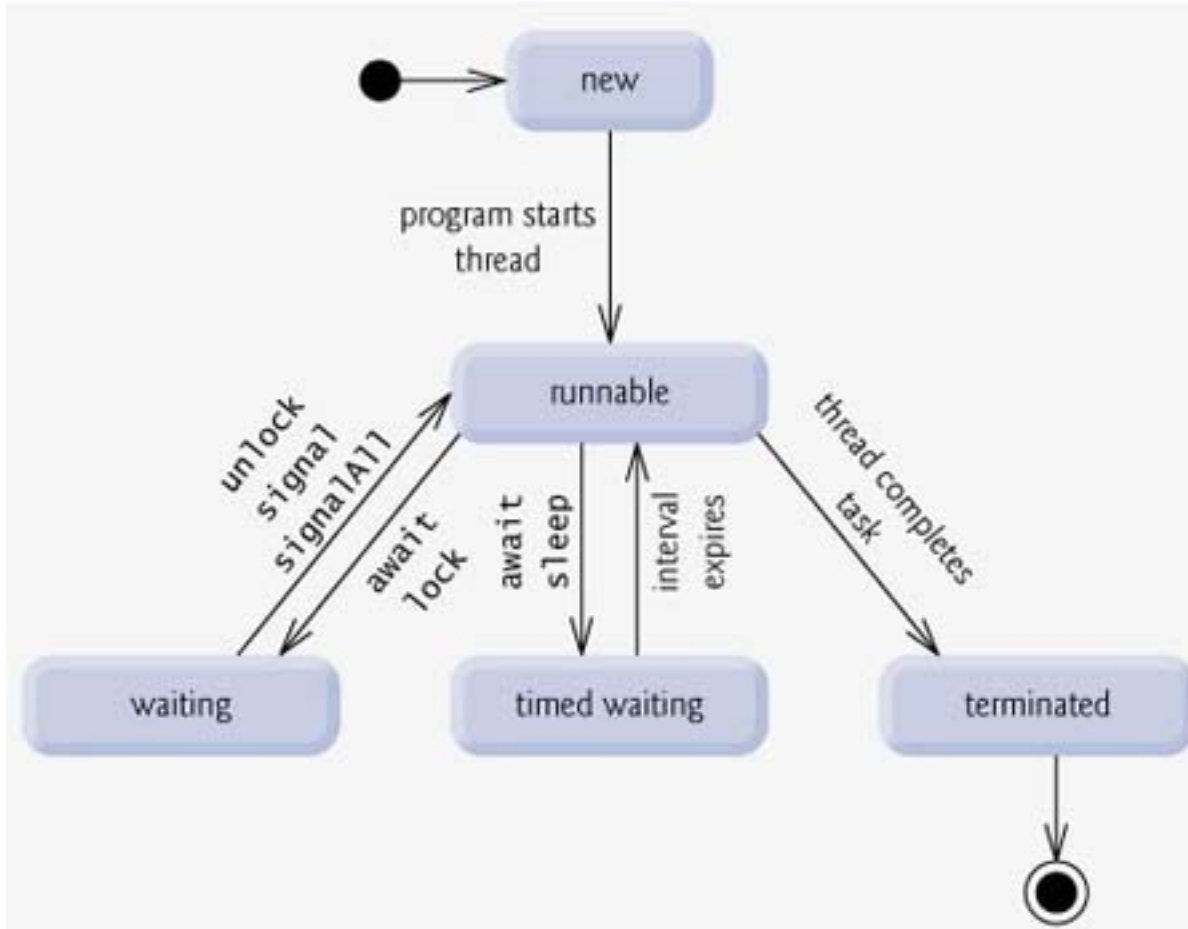 new
program starts
thread
runnable
unlock
signal
signalAll
await
lock
await
sleep
interval
expires
thread completes
task
waiting
timed waiting
terminated